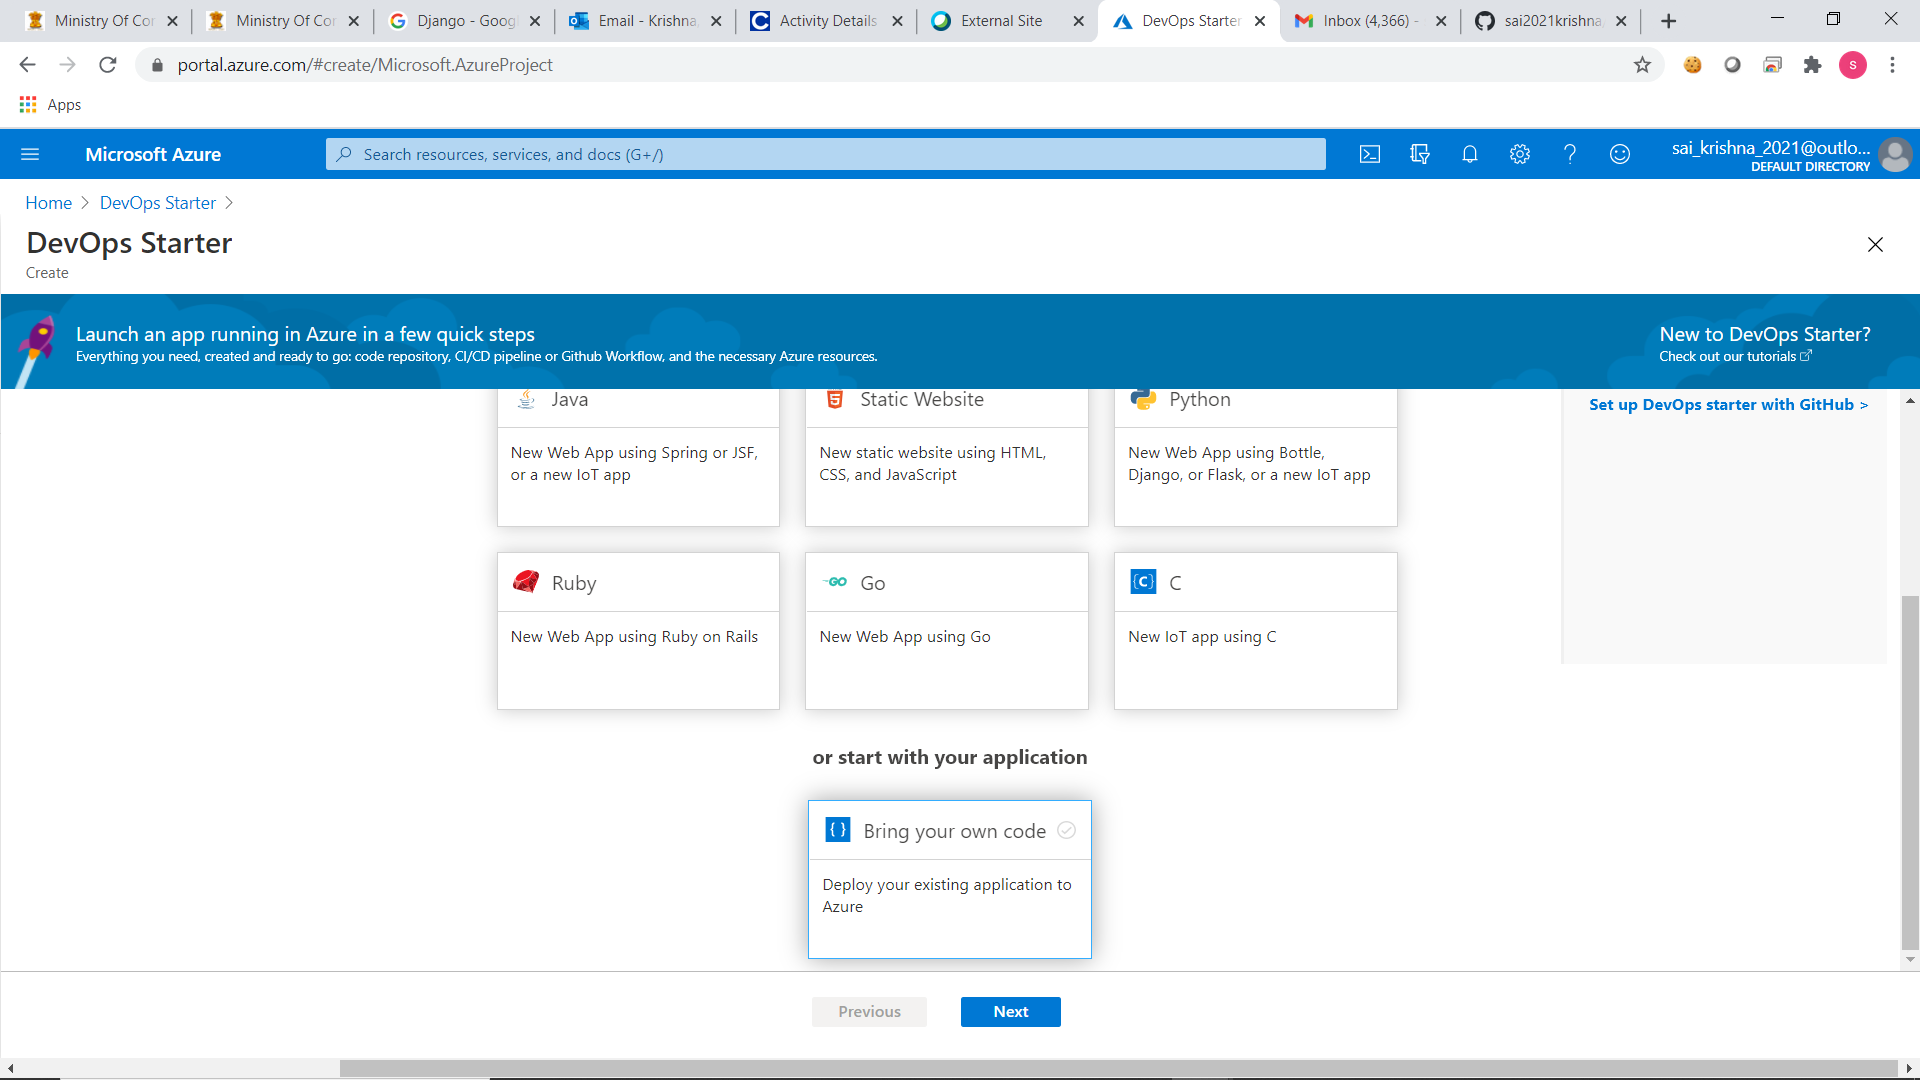 Ministry Of Cor
Ministry Of Cor
Django - Goog
Email - Krishna
Activity Details
External Site
DevOps Starter
Inbox (4,366) -
sai2021krishna
portal.azure.com/#create/Microsoft.AzureProject
S
Apps
Microsoft Azure
Search resources, services, and docs (G+/)
sai_krishna_2021@outlo...
DEFAULT DIRECTORY
Home > DevOps Starter >
DevOps Starter
Create
Launch an app running in Azure in a few quick steps
Everything you need, created and ready to go: code repository, CI/CD pipeline or Github Workflow, and the necessary Azure resources.
New to DevOps Starter?
Check out our tutorials
Java
New Web App using Spring or JSF,
or a new IoT app
Static Website
New static website using HTML,
CSS, and JavaScript
Python
New Web App using Bottle,
Django, or Flask, or a new IoT app
Set up DevOps starter with GitHub >
Ruby
New Web App using Ruby on Rails
GO Go
New Web App using Go
{C} C
New IoT app using C
or start with your application
{ } Bring your own code
Deploy your existing application to
Azure
Previous
Next